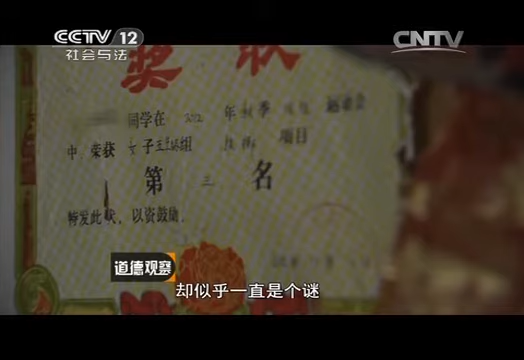 CCTV 12
社会与法
CNTV
奖状
同学在 年 季 运动会
中 荣获 女子 组 项目
第 三 名
特发此状 以资鼓励
道德观察
却似乎一直是个谜